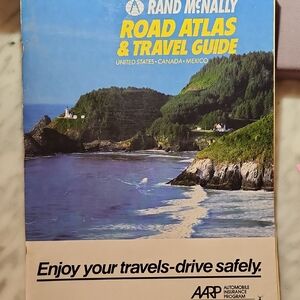 RAND McNALLY
ROAD ATLAS
& TRAVEL GUIDE
UNITED STATES • CANADA • MEXICO
Enjoy your travels-drive safely.
AARP AUTOMOBILE
INSURANCE
PROGRAM